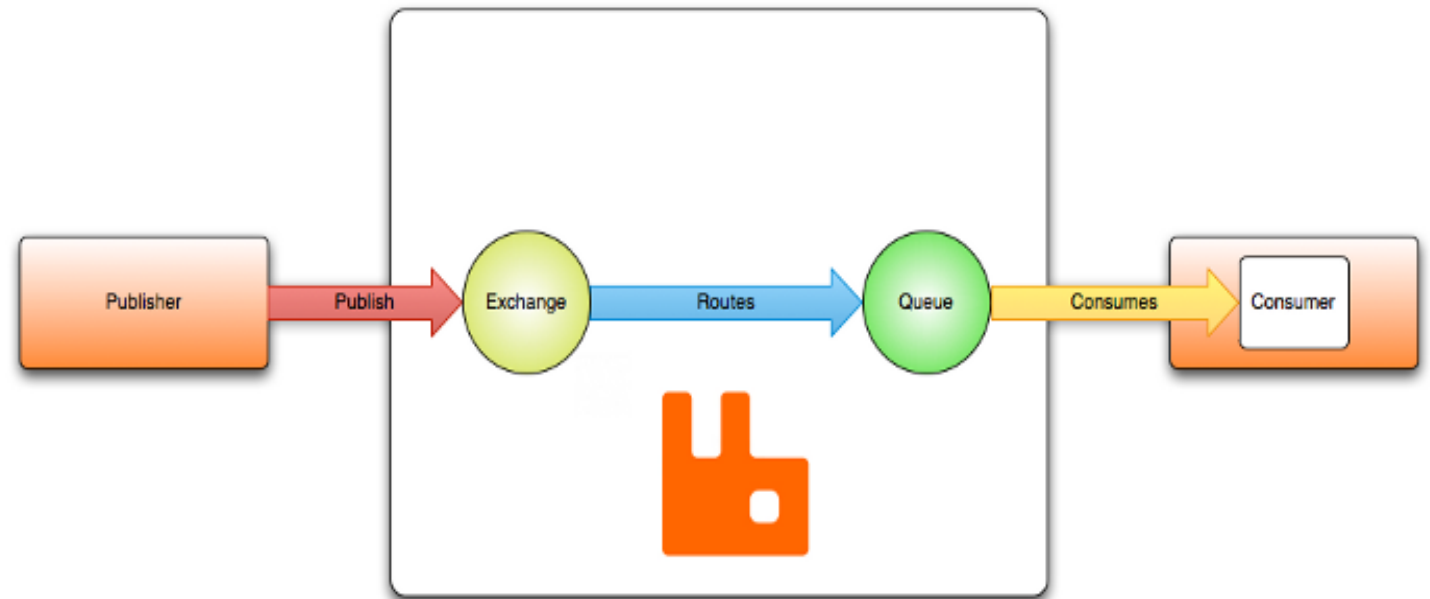 Publisher
Publish
Exchange
Routes
Queue
Consumes
Consumer